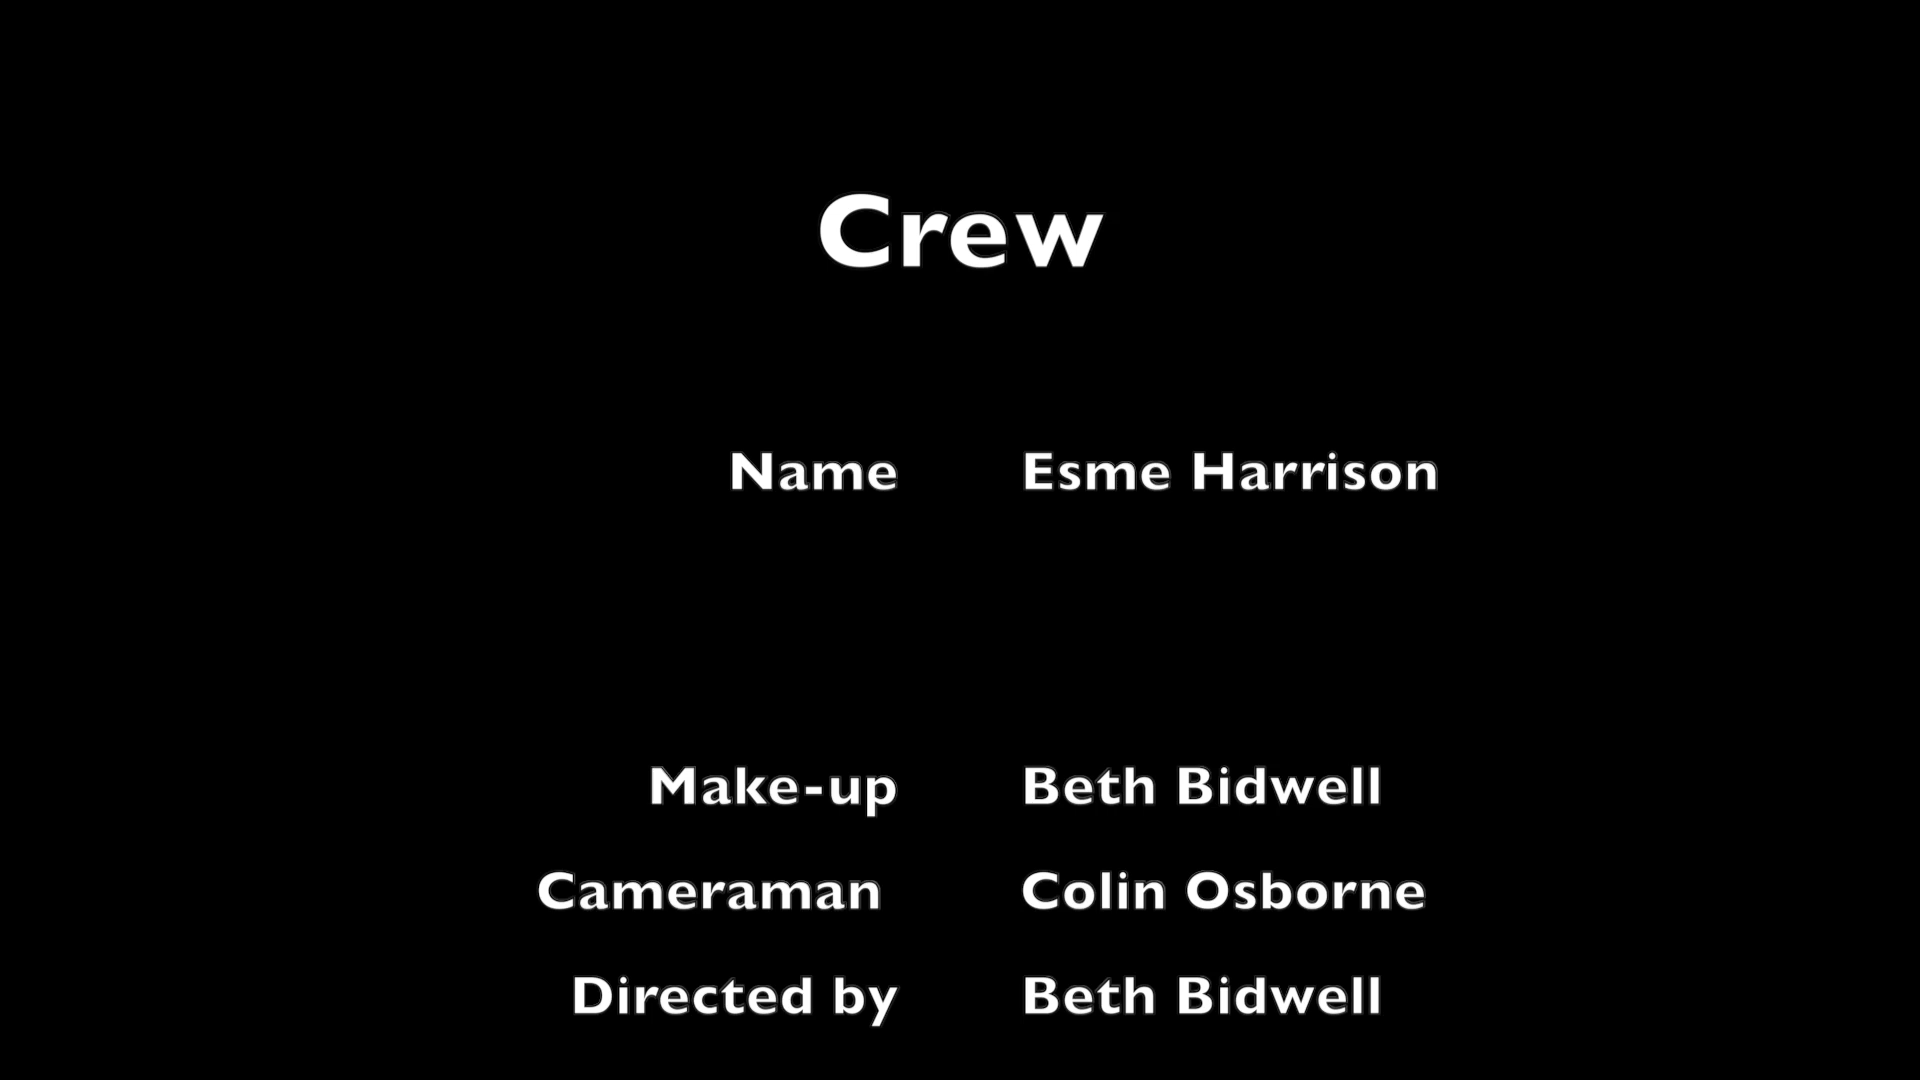 Crew
Name Esme Harrison
Make-up Beth Bidwell
Cameraman Colin Osborne
Directed by Beth Bidwell